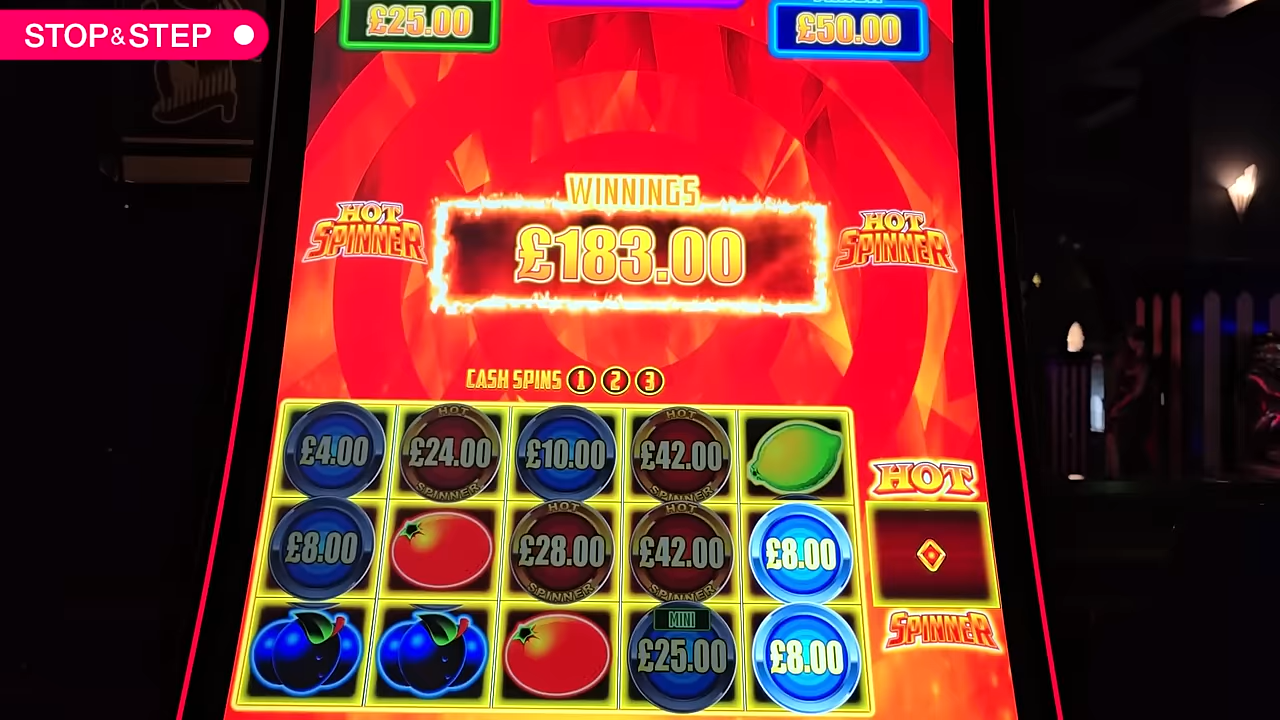 STOP&STEP
£25.00
£50.00
WINNINGS
£183.00
HOT
SPINNER
HOT
SPINNER
CASH SPINS 1 2 3
£4.00
HOT
£24.00
SPINNER
£10.00
HOT
£42.00
SPINNER
HOT
£8.00
HOT
£28.00
SPINNER
HOT
£42.00
SPINNER
£8.00
SPINNER
MINI
£25.00
£8.00